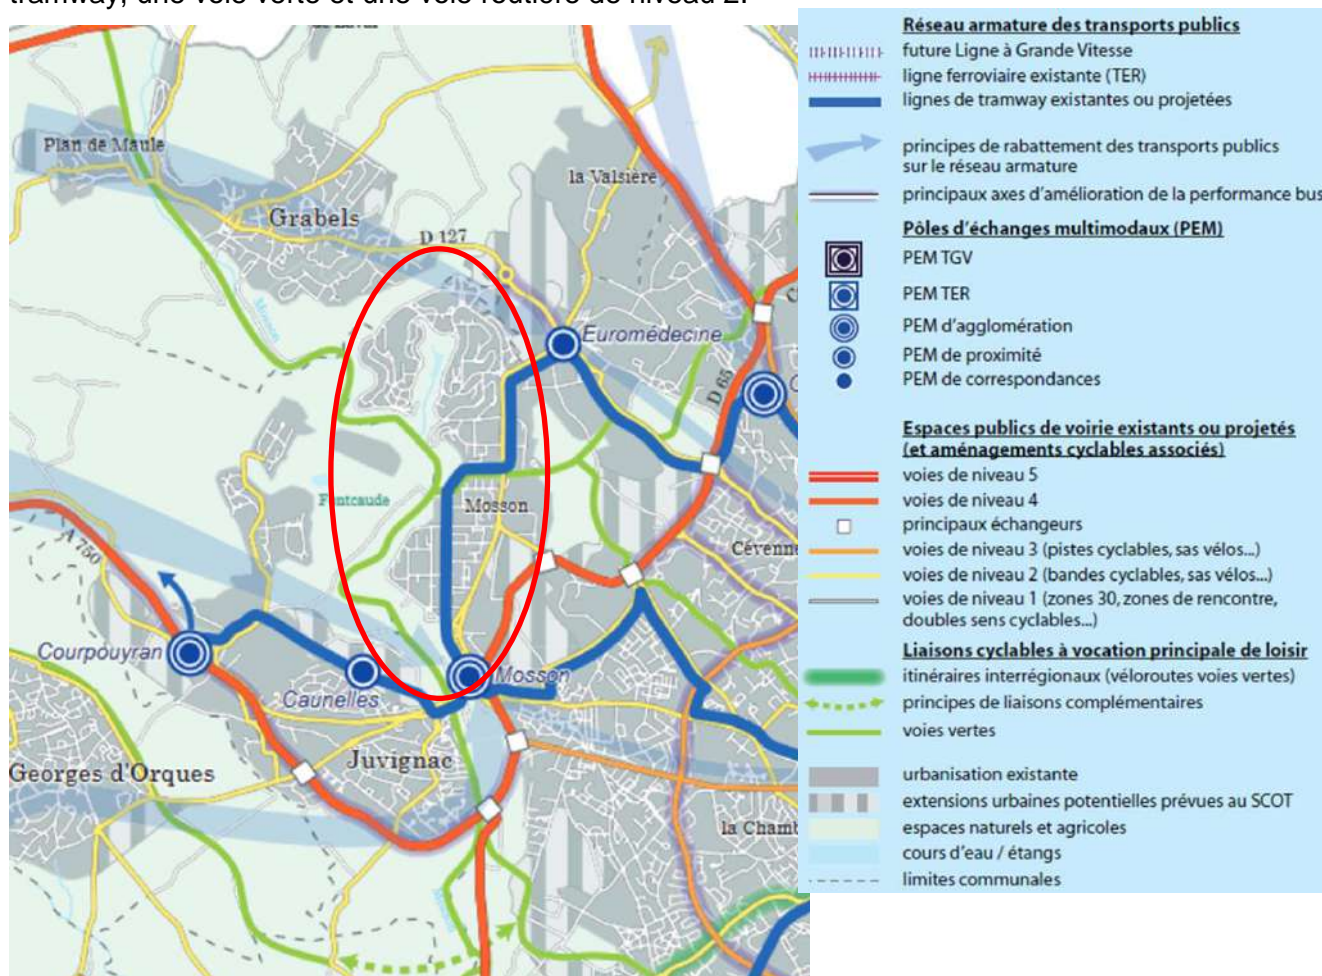 tramway, une voie verte et une voie routière de niveau 2.
Plan de Maule
Grabels
D 127
la Valsière
Mosson
Euromédecine
D 65
Fontcaude
Mosson
Cévenne
A 750
Courpouyran
Caunelles
Mosson
Juvignac
Georges d'Orques
la Chamb
Réseau armature des transports publics
future Ligne à Grande Vitesse
ligne ferroviaire existante (TER)
lignes de tramway existantes ou projetées
principes de rabattement des transports publics
sur le réseau armature
principaux axes d'amélioration de la performance bus
Pôles d'échanges multimodaux (PEM)
PEM TGV
PEM TER
PEM d'agglomération
PEM de proximité
PEM de correspondances
Espaces publics de voirie existants ou projetés
(et aménagements cyclables associés)
voies de niveau 5
voies de niveau 4
principaux échangeurs
voies de niveau 3 (pistes cyclables, sas vélos...)
voies de niveau 2 (bandes cyclables, sas vélos...)
voies de niveau 1 (zones 30, zones de rencontre,
doubles sens cyclables...)
Liaisons cyclables à vocation principale de loisir
itinéraires interrégionaux (véloroutes voies vertes)
principes de liaisons complémentaires
voies vertes
urbanisation existante
extensions urbaines potentielles prévues au SCOT
espaces naturels et agricoles
cours d'eau / étangs
limites communales